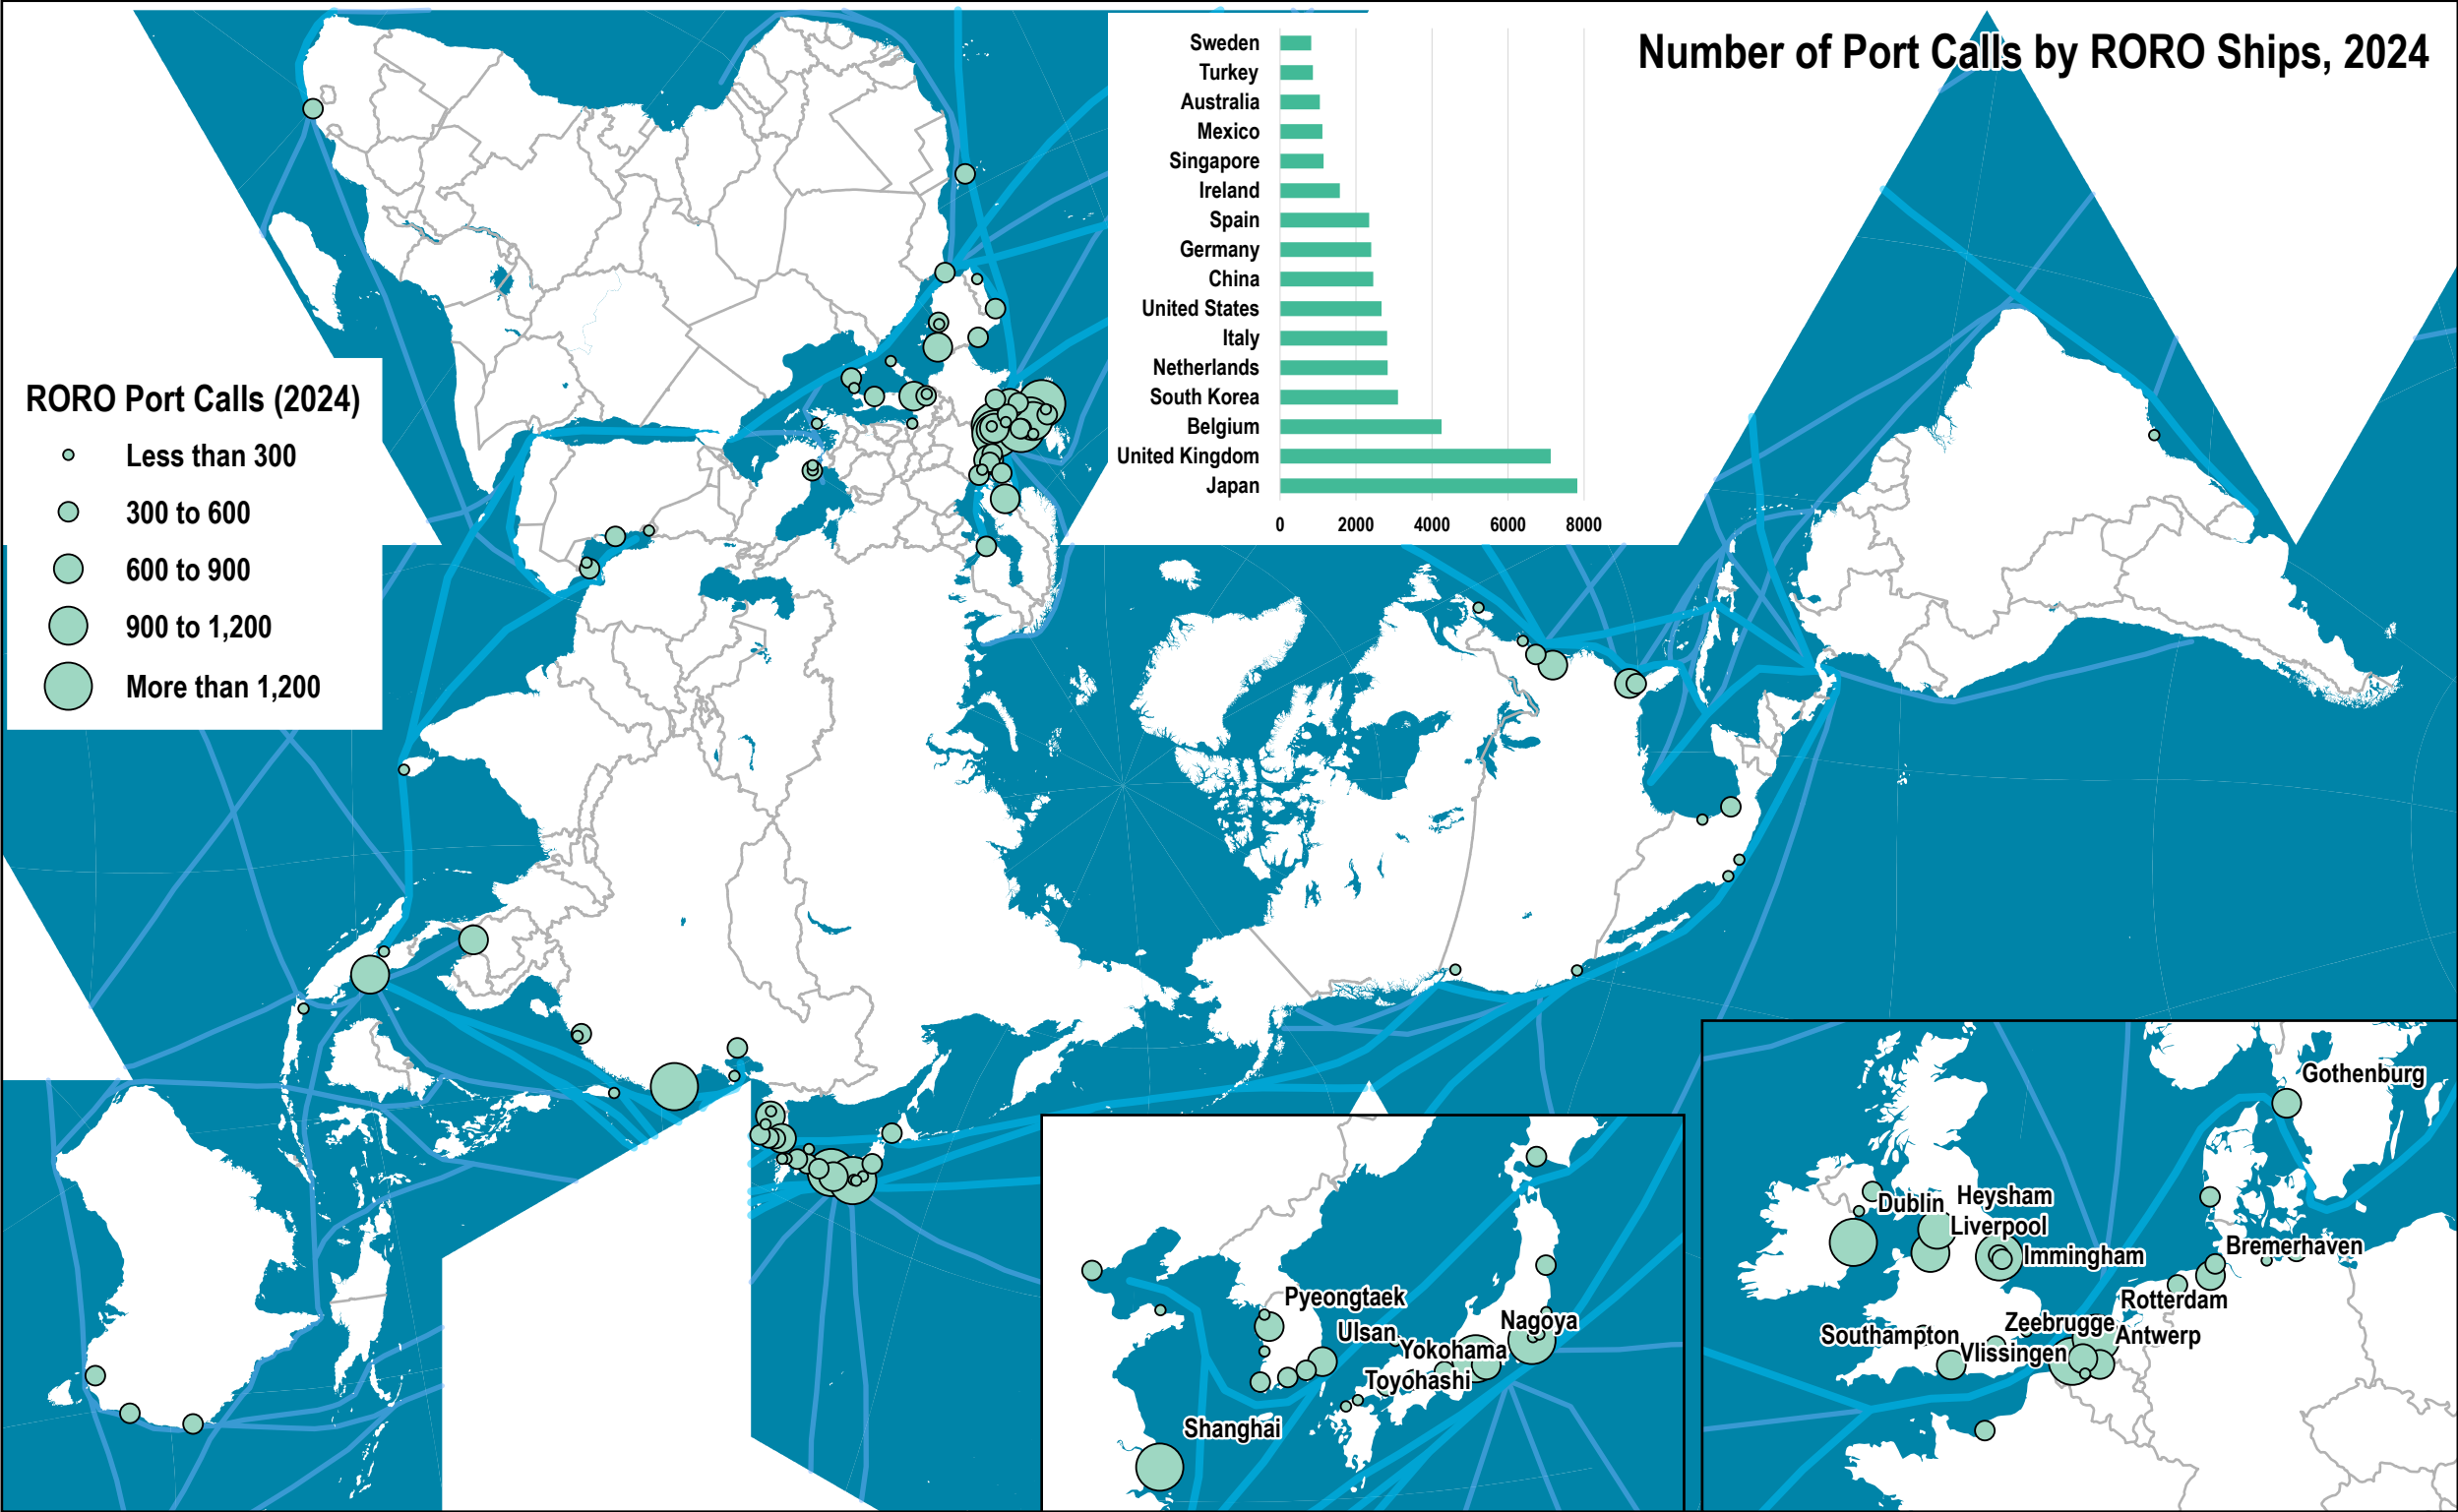 Number of Port Calls by RORO Ships, 2024
Sweden
Turkey
Australia
Mexico
Singapore
Ireland
Spain
Germany
China
United States
Italy
Netherlands
South Korea
Belgium
United Kingdom
Japan
0 2000 4000 6000 8000
RORO Port Calls (2024)
Less than 300
300 to 600
600 to 900
900 to 1,200
More than 1,200
Pyeongtaek
Ulsan
Nagoya
Yokohama
Toyohashi
Shanghai
Gothenburg
Dublin
Heysham
Liverpool
Immingham
Bremerhaven
Rotterdam
Zeebrugge
Southampton
Antwerp
Vlissingen